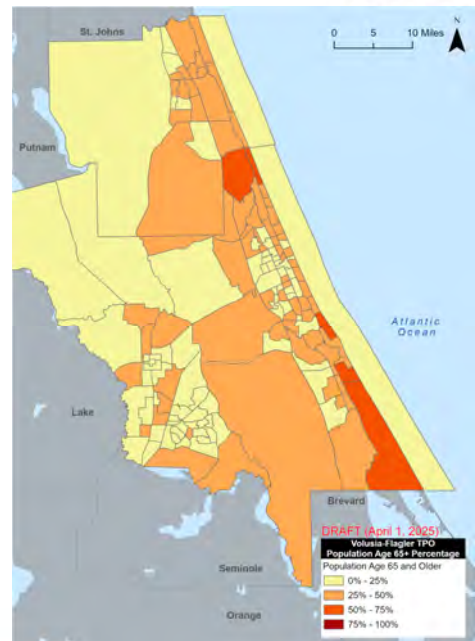 St. Johns
N
0 5 10 Miles
Putnam
Atlantic
Ocean
Lake
Brevard
DRAFT (April 1, 2025)
Volusia-Flagler TPO
Population Age 65+ Percentage
Population Age 65 and Older
0% - 25%
25% - 50%
50% - 75%
75% - 100%
Seminole
Orange